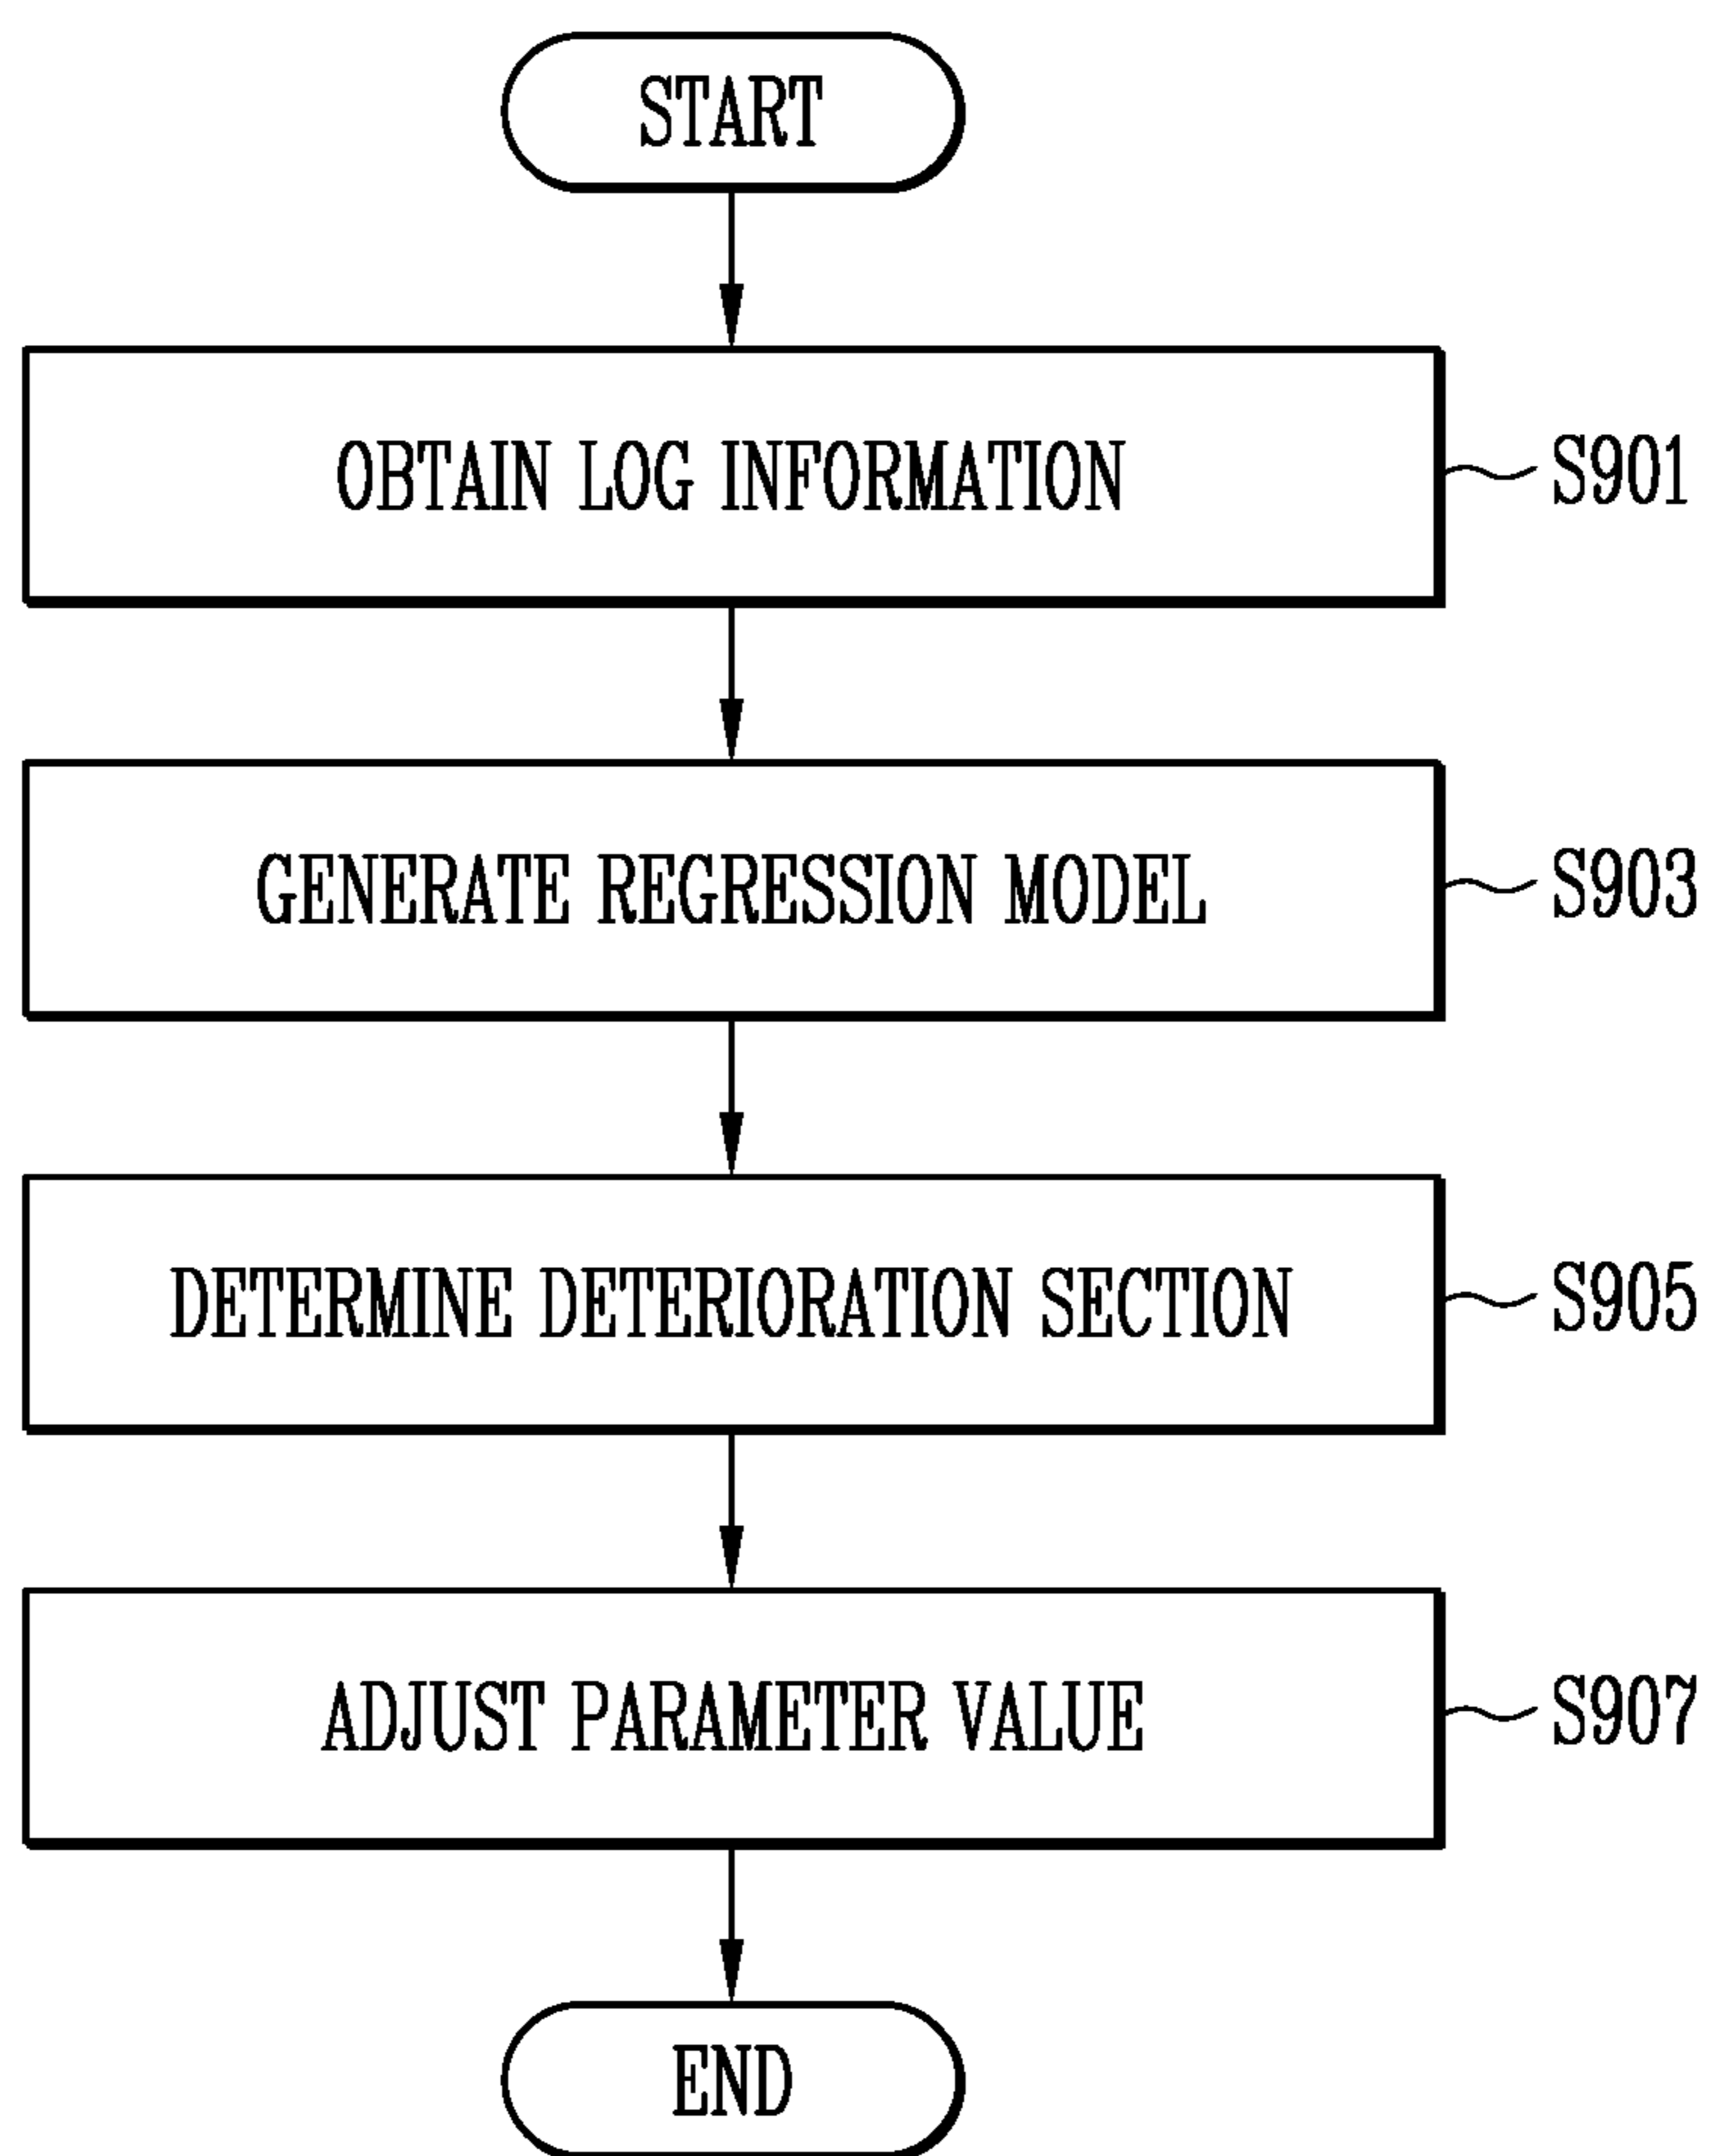 START
OBTAIN LOG INFORMATION
S901
GENERATE REGRESSION MODEL
S903
DETERMINE DETERIORATION SECTION
S905
ADJUST PARAMETER VALUE
S907
END